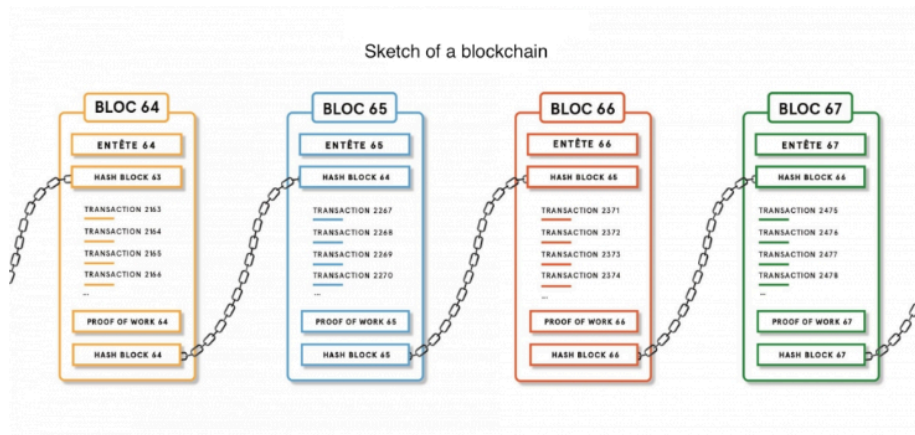 Sketch of a blockchain
BLOC 64
ENTÊTE 64
HASH BLOCK 63
TRANSACTION 2163
TRANSACTION 2164
TRANSACTION 2165
TRANSACTION 2166
...
PROOF OF WORK 64
HASH BLOCK 64
BLOC 65
ENTÊTE 65
HASH BLOCK 64
TRANSACTION 2267
TRANSACTION 2268
TRANSACTION 2269
TRANSACTION 2270
...
PROOF OF WORK 65
HASH BLOCK 65
BLOC 66
ENTÊTE 66
HASH BLOCK 65
TRANSACTION 2371
TRANSACTION 2372
TRANSACTION 2373
TRANSACTION 2374
...
PROOF OF WORK 66
HASH BLOCK 66
BLOC 67
ENTÊTE 67
HASH BLOCK 66
TRANSACTION 2475
TRANSACTION 2476
TRANSACTION 2477
TRANSACTION 2478
...
PROOF OF WORK 67
HASH BLOCK 67